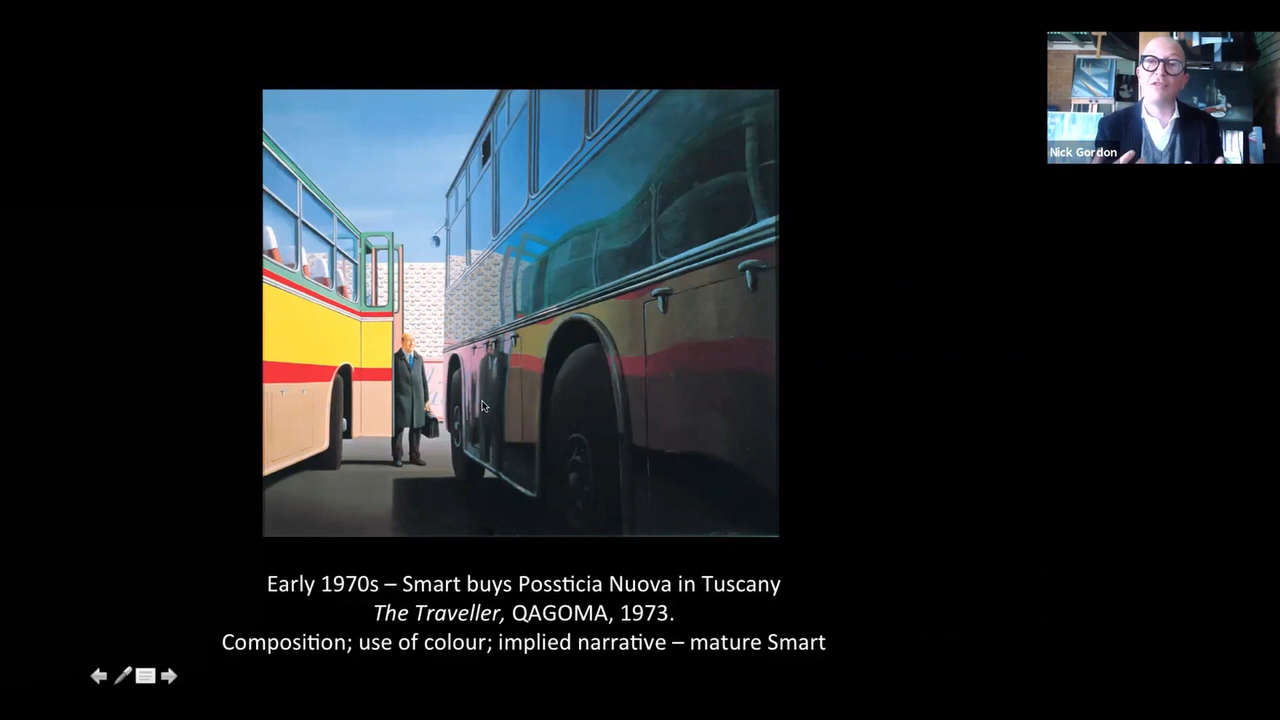 Nick Gordon
Early 1970s – Smart buys Possticia Nuova in Tuscany
The Traveller, QAGOMA, 1973.
Composition; use of colour; implied narrative – mature Smart